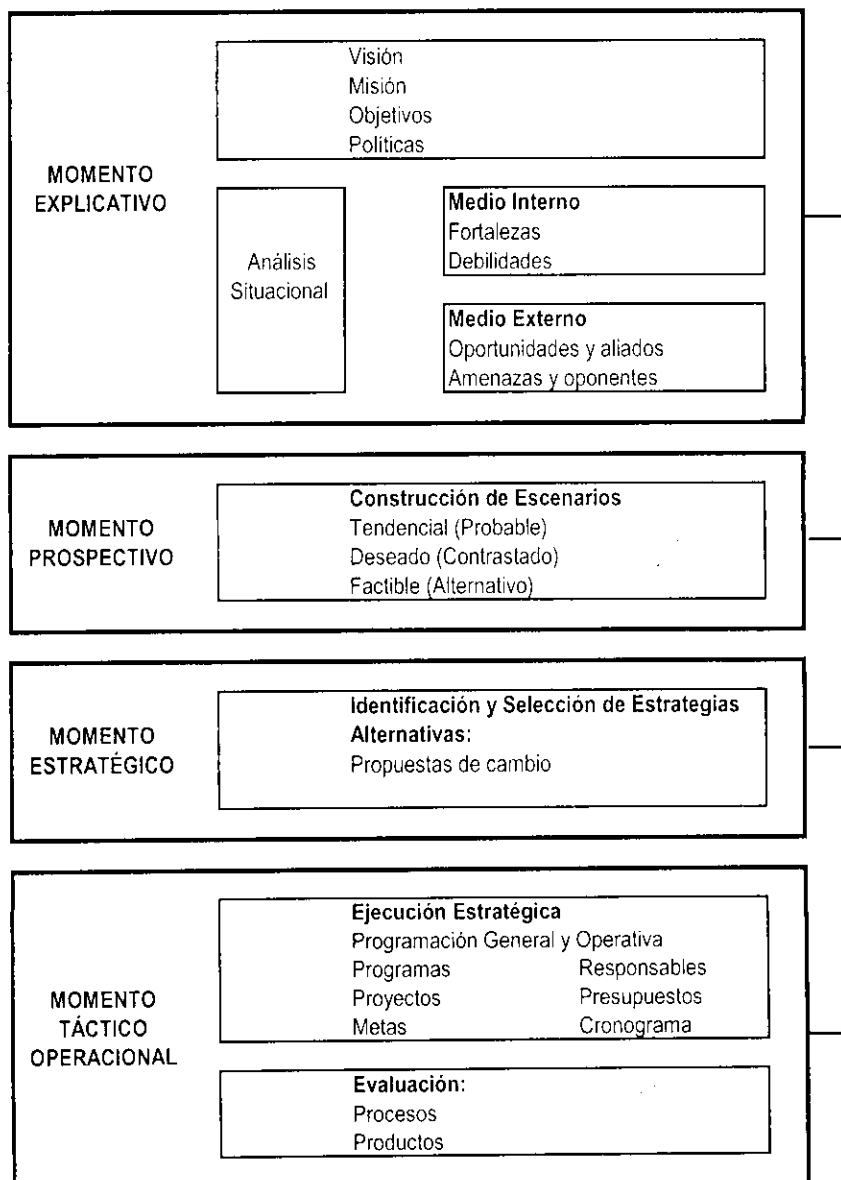 MOMENTO
EXPLICATIVO
Visión
Misión
Objetivos
Políticas
Análisis
Situacional
Medio Interno
Fortalezas
Debilidades
Medio Externo
Oportunidades y aliados
Amenazas y oponentes
MOMENTO
PROSPECTIVO
Construcción de Escenarios
Tendencial (Probable)
Deseado (Contrastado)
Factible (Alternativo)
MOMENTO
ESTRATÉGICO
Identificación y Selección de Estrategias
Alternativas:
Propuestas de cambio
MOMENTO
TÁCTICO
OPERACIONAL
Ejecución Estratégica
Programación General y Operativa
Programas Responsables
Proyectos Presupuestos
Metas Cronograma
Evaluación:
Procesos
Productos